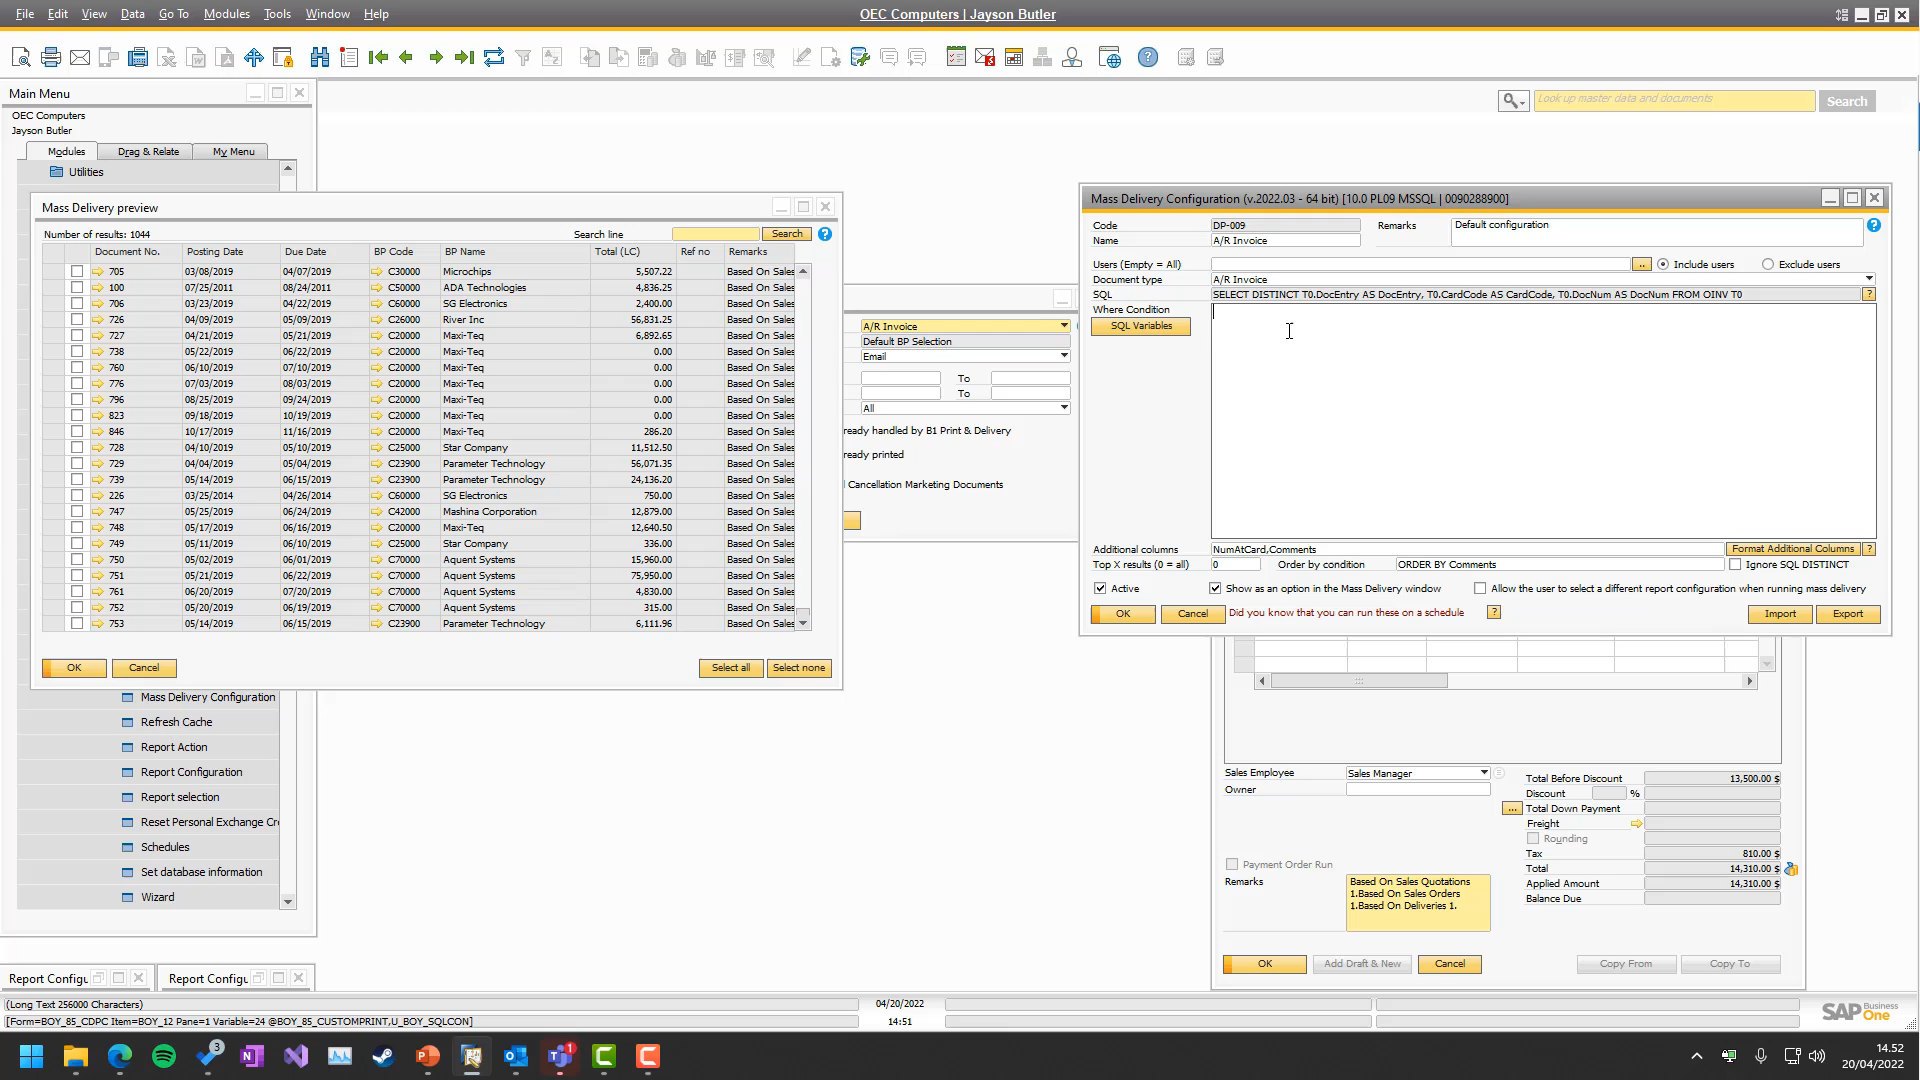 File Edit View Data Go To Modules Tools Window Help
OEC Computers | Jayson Butler
Look up master data and documents
Search
Main Menu
OEC Computers
Jayson Butler
Modules Drag & Relate My Menu
Utilities
Mass Delivery preview
Number of results: 1044
Search line
Search
Document No. Posting Date Due Date BP Code BP Name Total (LC) Ref no Remarks
705 03/08/2019 04/07/2019 C30000 Microchips 5,507.22 Based On Sales
100 07/25/2011 08/24/2011 C50000 ADA Technologies 4,836.25 Based On Sales
706 03/23/2019 04/22/2019 C60000 SG Electronics 2,400.00 Based On Sales
726 04/09/2019 05/09/2019 C26000 River Inc 56,831.25 Based On Sales
727 04/21/2019 05/21/2019 C20000 Maxi-Teq 6,892.65 Based On Sales
738 05/22/2019 06/22/2019 C20000 Maxi-Teq 0.00 Based On Sales
760 06/10/2019 07/10/2019 C20000 Maxi-Teq 0.00 Based On Sales
776 07/03/2019 08/03/2019 C20000 Maxi-Teq 0.00 Based On Sales
796 08/25/2019 09/24/2019 C20000 Maxi-Teq 0.00 Based On Sales
823 09/18/2019 10/19/2019 C20000 Maxi-Teq 0.00 Based On Sales
846 10/17/2019 11/16/2019 C20000 Maxi-Teq 286.20 Based On Sales
728 04/10/2019 05/10/2019 C25000 Star Company 11,512.50 Based On Sales
729 04/04/2019 05/04/2019 C23900 Parameter Technology 56,071.35 Based On Sales
739 05/14/2019 06/15/2019 C23900 Parameter Technology 24,136.20 Based On Sales
226 03/25/2014 04/26/2014 C60000 SG Electronics 750.00 Based On Sales
747 05/25/2019 06/24/2019 C42000 Mashina Corporation 12,879.00 Based On Sales
748 05/17/2019 06/16/2019 C20000 Maxi-Teq 12,640.50 Based On Sales
749 05/11/2019 06/10/2019 C25000 Star Company 336.00 Based On Sales
750 05/02/2019 06/01/2019 C70000 Aquent Systems 15,960.00 Based On Sales
751 05/21/2019 06/22/2019 C70000 Aquent Systems 75,950.00 Based On Sales
761 06/20/2019 07/20/2019 C70000 Aquent Systems 4,830.00 Based On Sales
752 05/20/2019 06/19/2019 C70000 Aquent Systems 315.00 Based On Sales
753 05/14/2019 06/15/2019 C23900 Parameter Technology 6,111.96 Based On Sales
OK Cancel Select all Select none
A/R Invoice
Default BP Selection
Email
To
To
All
ready handled by B1 Print & Delivery
ready printed
Cancellation Marketing Documents
Mass Delivery Configuration (v.2022.03 - 64 bit) [10.0 PL09 MSSQL | 0090288900]
Code DP-009 Remarks Default configuration
Name A/R Invoice
Users (Empty = All) .. Include users Exclude users
Document type A/R Invoice
SQL SELECT DISTINCT T0.DocEntry AS DocEntry, T0.CardCode AS CardCode, T0.DocNum AS DocNum FROM OINV T0 ?
Where Condition
SQL Variables
Additional columns NumAtCard,Comments Format Additional Columns ?
Top X results (0 = all) 0 Order by condition ORDER BY Comments Ignore SQL DISTINCT
Active Show as an option in the Mass Delivery window Allow the user to select a different report configuration when running mass delivery
OK Cancel Did you know that you can run these on a schedule ? Import Export
Mass Delivery Configuration
Refresh Cache
Report Action
Report Configuration
Report selection
Reset Personal Exchange Cr
Schedules
Set database information
Wizard
Sales Employee Sales Manager
Owner
Payment Order Run
Remarks Based On Sales Quotations
1.Based On Sales Orders
1.Based On Deliveries 1.
Total Before Discount 13,500.00 $
Discount %
... Total Down Payment
Freight
Rounding
Tax 810.00 $
Total 14,310.00 $
Applied Amount 14,310.00 $
Balance Due
OK Add Draft & New Cancel Copy From Copy To
Report Configu Report Configu
(Long Text 256000 Characters) 04/20/2022
[Form=BOY_85_CDPC Item=BOY_12 Pane=1 Variable=24 @BOY_85_CUSTOMPRINT,U_BOY_SQLCON] 14:51
SAP Business One
3
1
14.52
20/04/2022